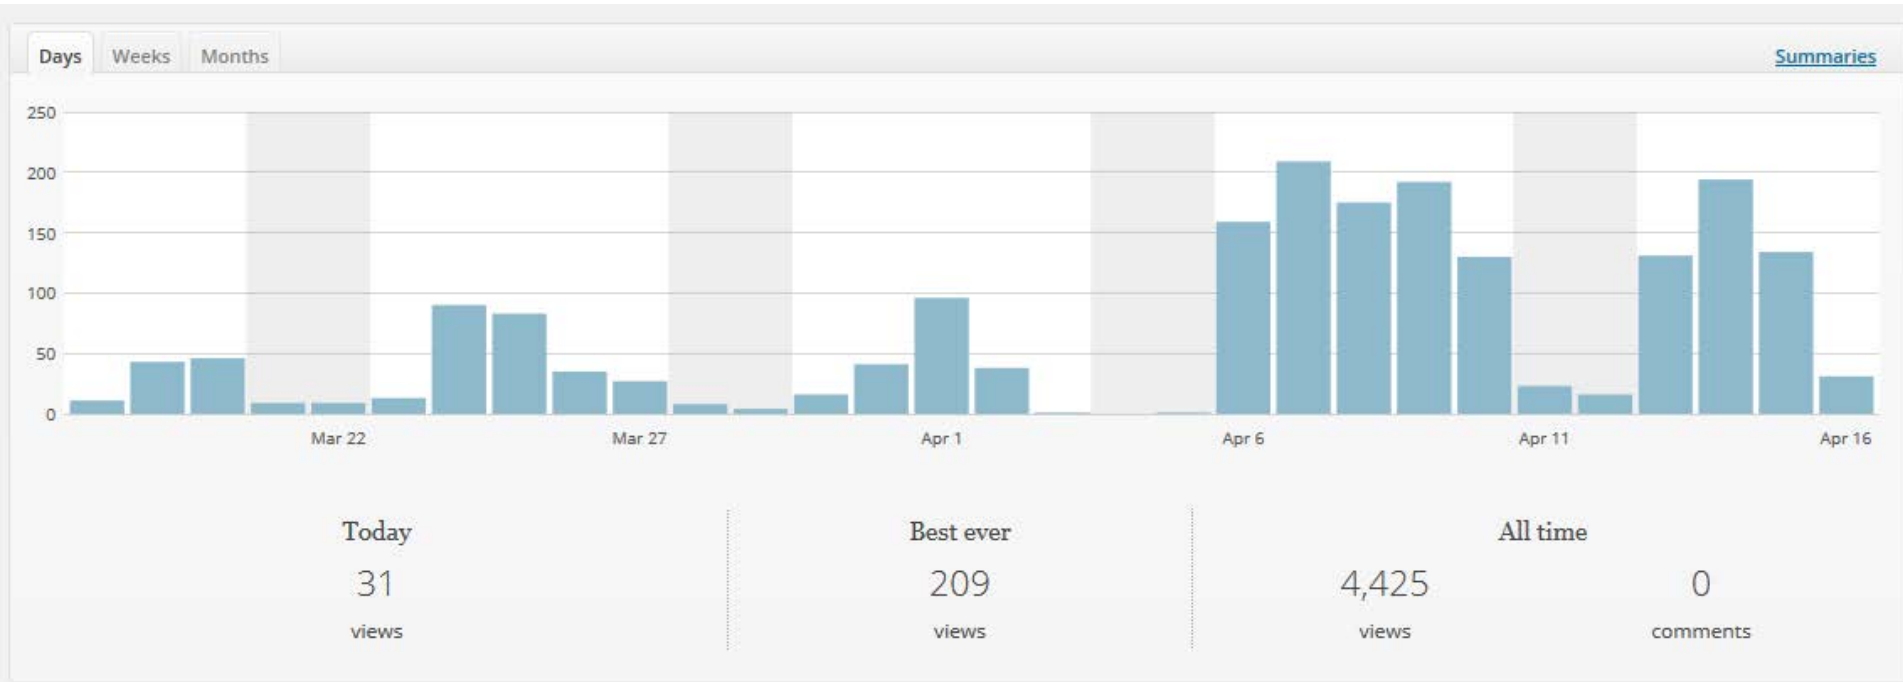 Days Weeks Months Summaries
250
200
150
100
50
0
Mar 22 Mar 27 Apr 1 Apr 6 Apr 11 Apr 16
Today Best ever All time
31 209 4,425 0
views views views comments